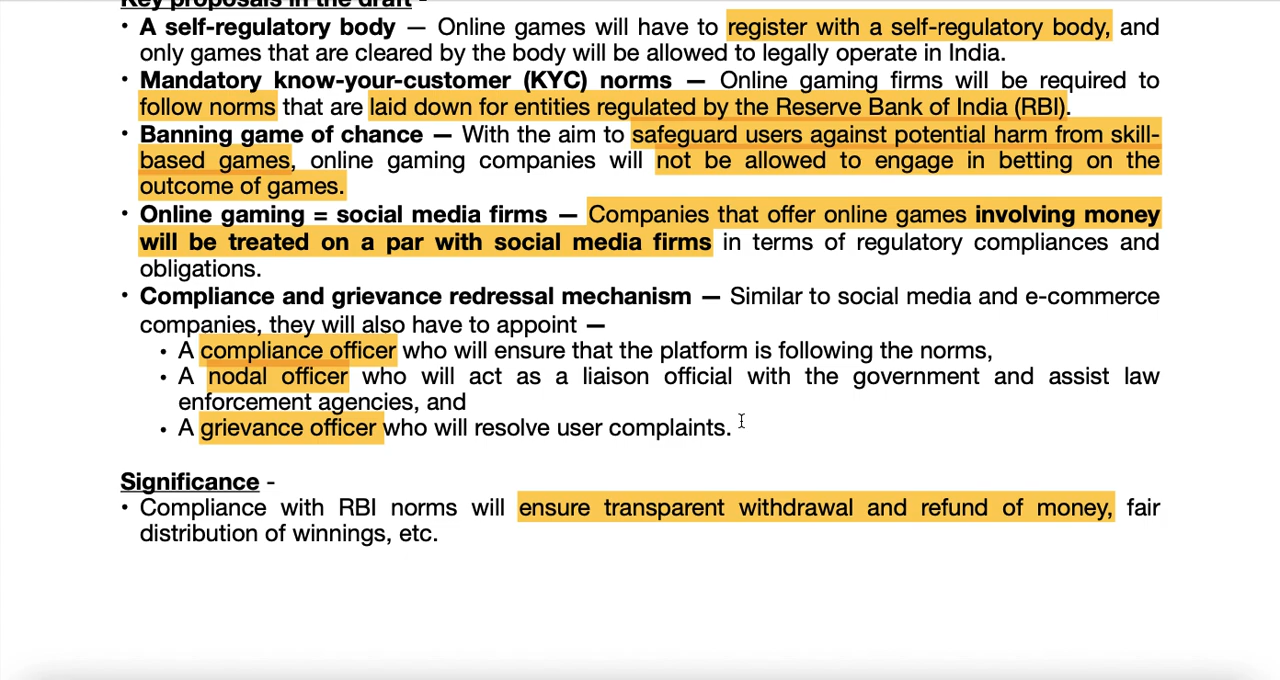 Key proposals in the draft -
• A self-regulatory body — Online games will have to register with a self-regulatory body, and
only games that are cleared by the body will be allowed to legally operate in India.
• Mandatory know-your-customer (KYC) norms — Online gaming firms will be required to
follow norms that are laid down for entities regulated by the Reserve Bank of India (RBI).
• Banning game of chance — With the aim to safeguard users against potential harm from skill-
based games, online gaming companies will not be allowed to engage in betting on the
outcome of games.
• Online gaming = social media firms — Companies that offer online games involving money
will be treated on a par with social media firms in terms of regulatory compliances and
obligations.
• Compliance and grievance redressal mechanism — Similar to social media and e-commerce
companies, they will also have to appoint —
• A compliance officer who will ensure that the platform is following the norms,
• A nodal officer who will act as a liaison official with the government and assist law
enforcement agencies, and
• A grievance officer who will resolve user complaints.
Significance -
• Compliance with RBI norms will ensure transparent withdrawal and refund of money, fair
distribution of winnings, etc.